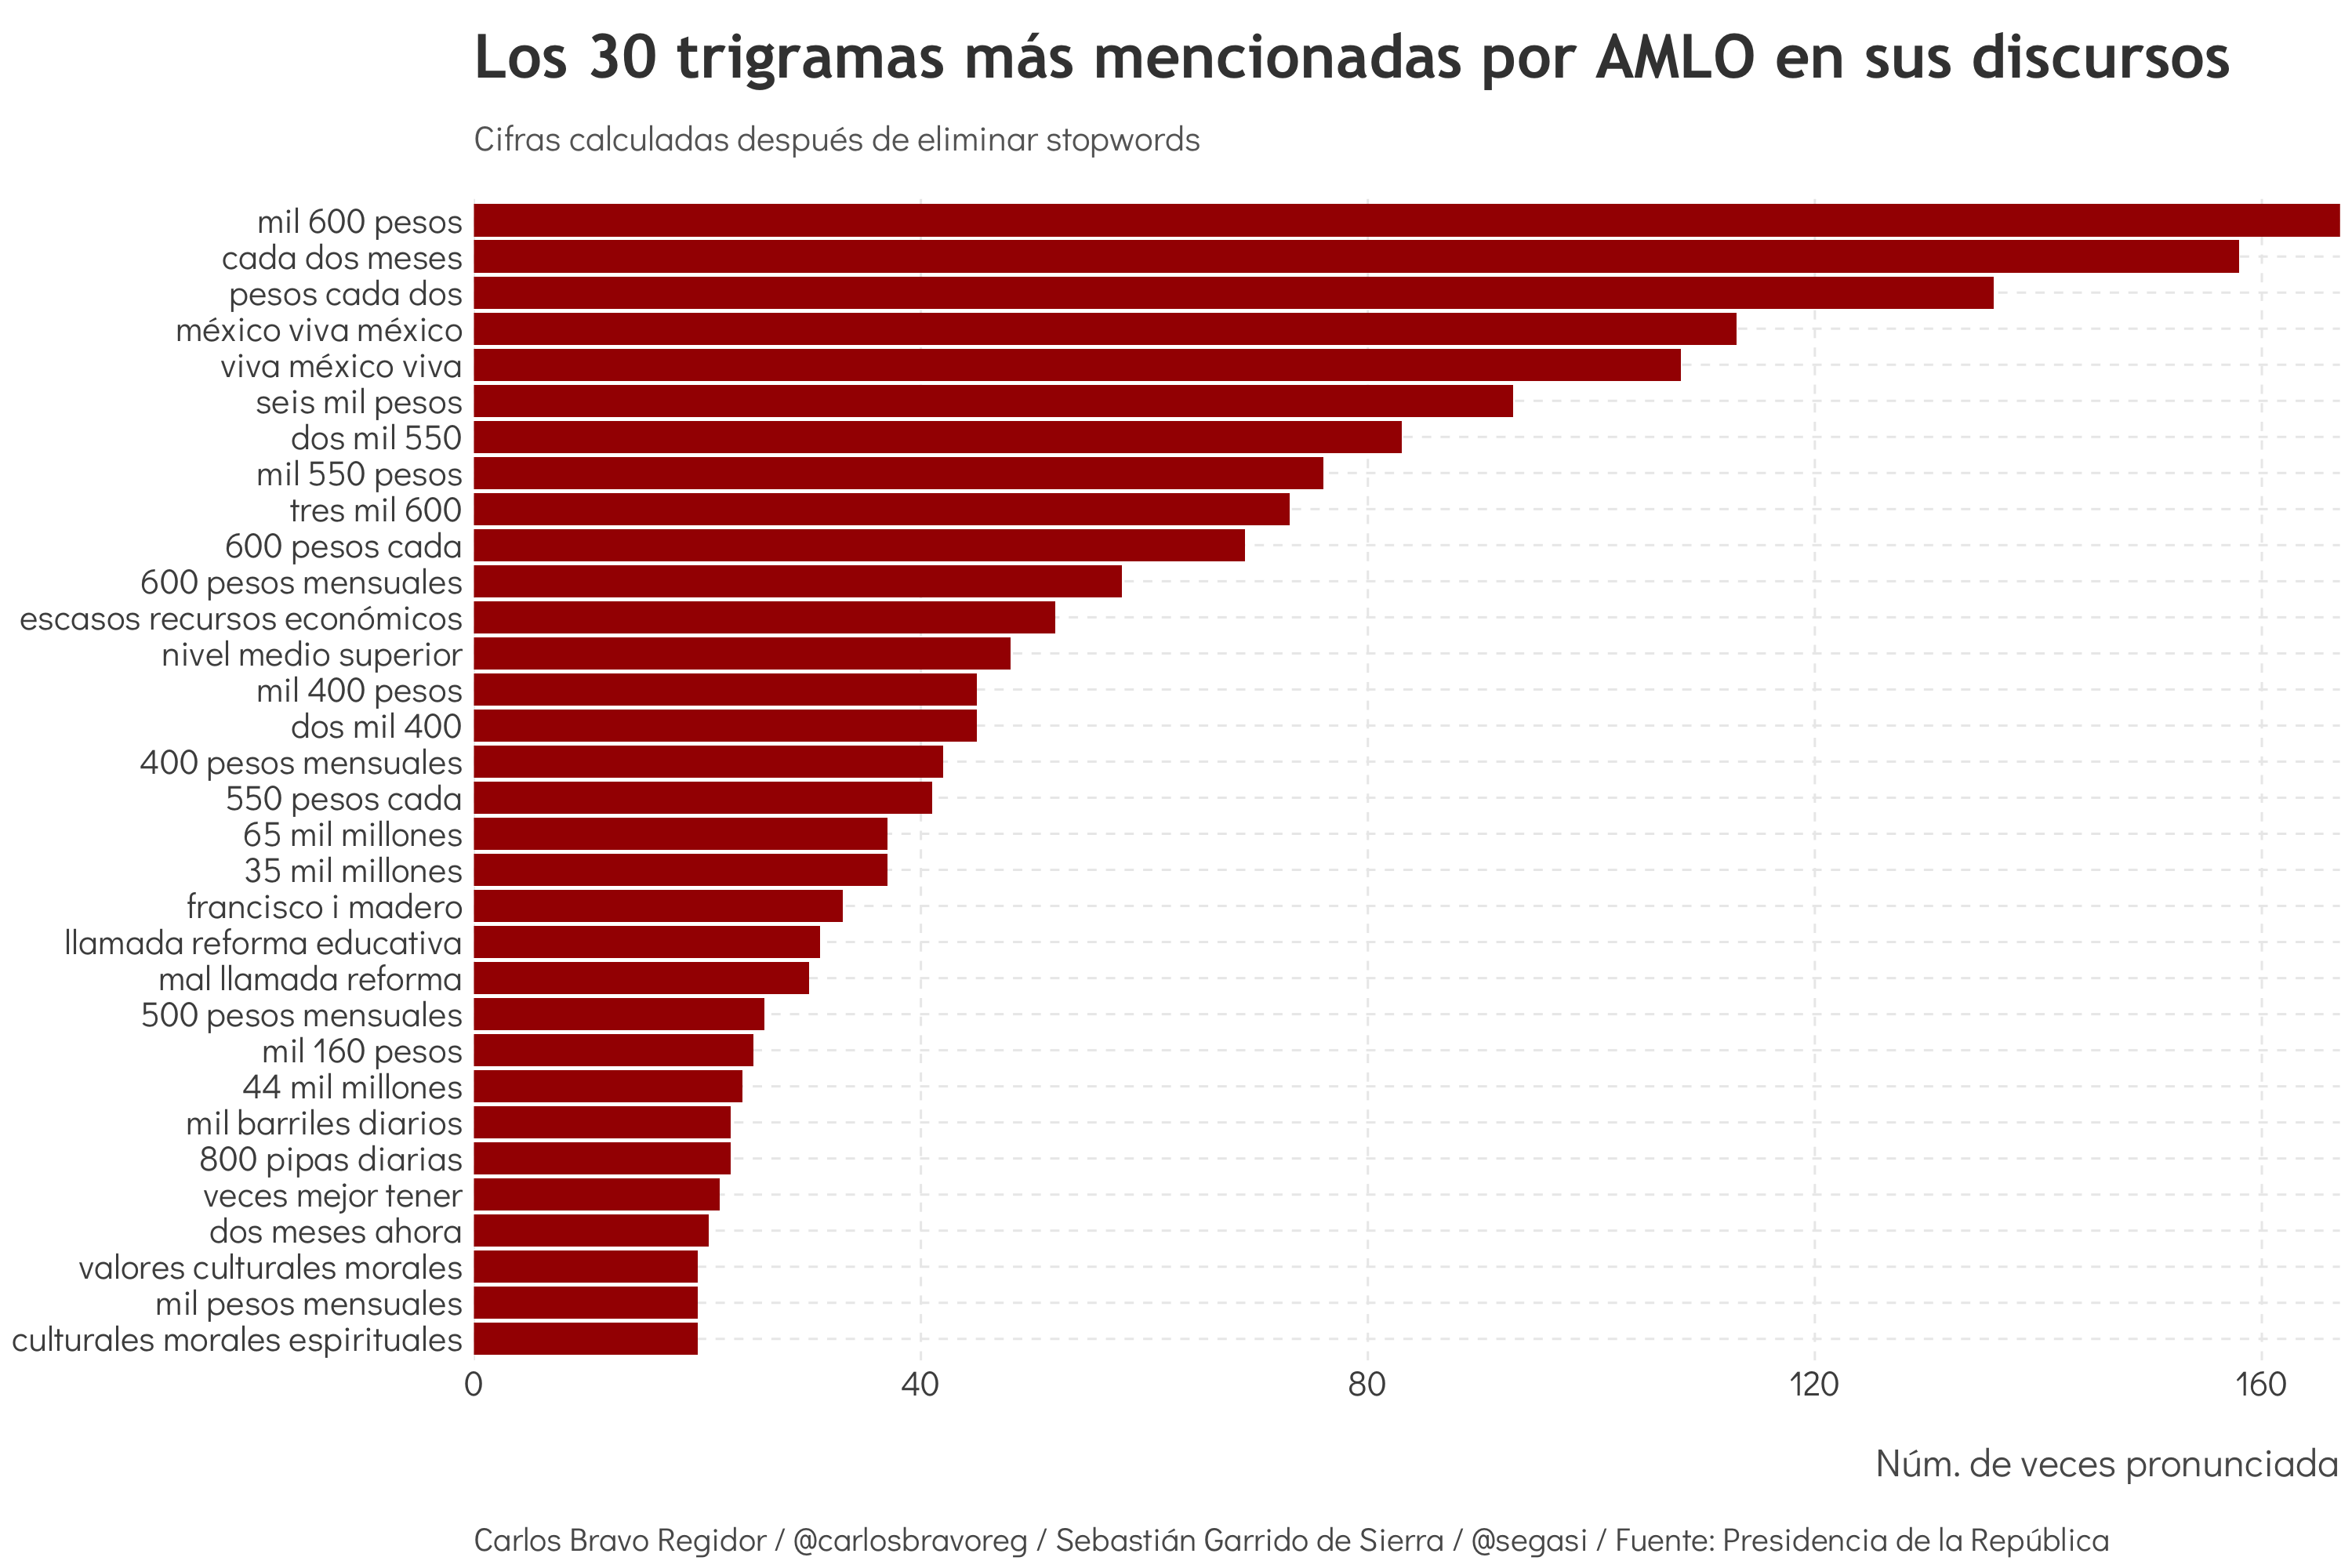 Los 30 trigramas más mencionadas por AMLO en sus discursos
Cifras calculadas después de eliminar stopwords
mil 600 pesos
cada dos meses
pesos cada dos
méxico viva méxico
viva méxico viva
seis mil pesos
dos mil 550
mil 550 pesos
tres mil 600
600 pesos cada
600 pesos mensuales
escasos recursos económicos
nivel medio superior
mil 400 pesos
dos mil 400
400 pesos mensuales
550 pesos cada
65 mil millones
35 mil millones
francisco i madero
llamada reforma educativa
mal llamada reforma
500 pesos mensuales
mil 160 pesos
44 mil millones
mil barriles diarios
800 pipas diarias
veces mejor tener
dos meses ahora
valores culturales morales
mil pesos mensuales
culturales morales espirituales
0 40 80 120 160
Núm. de veces pronunciada
Carlos Bravo Regidor / @carlosbravoreg / Sebastián Garrido de Sierra / @segasi / Fuente: Presidencia de la República